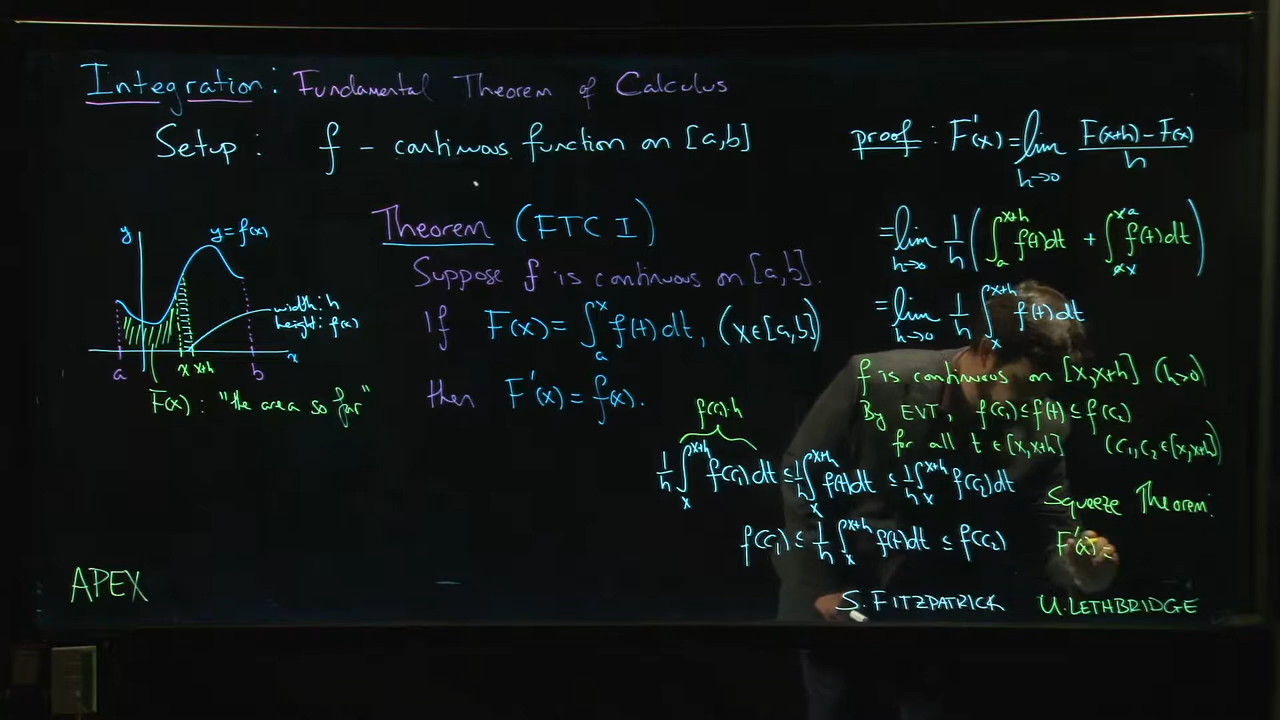 Integration: Fundamental Theorem of Calculus
Setup: f – continuous function on [a,b]
y
y=f(x)
width: h
height: f(x)
a
x x+h
b
x
F(x): "the area so far"
Theorem (FTC I)
Suppose f is continuous on [a,b].
If F(x) = ∫_a^x f(t)dt, (x∈[a,b])
then F'(x) = f(x).
proof: F'(x) = lim_{h→0} (F(x+h) – F(x))/h
= lim_{h→0} 1/h (∫_a^{x+h} f(t)dt + ∫_x^a f(t)dt)
= lim_{h→0} 1/h ∫_x^{x+h} f(t)dt
f is continuous on [x,x+h] (h>0)
By EVT, f(c₁) ≤ f(t) ≤ f(c₂)
for all t ∈ [x,x+h] (c₁,c₂ ∈ [x,x+h])
f(c₁)·h
1/h ∫_x^{x+h} f(c₁)dt ≤ 1/h ∫_x^{x+h} f(t)dt ≤ 1/h ∫_x^{x+h} f(c₂)dt
f(c₁) ≤ 1/h ∫_x^{x+h} f(t)dt ≤ f(c₂)
Squeeze Theorem:
F'(x) =
APEX
S. FITZPATRICK U. LETHBRIDGE